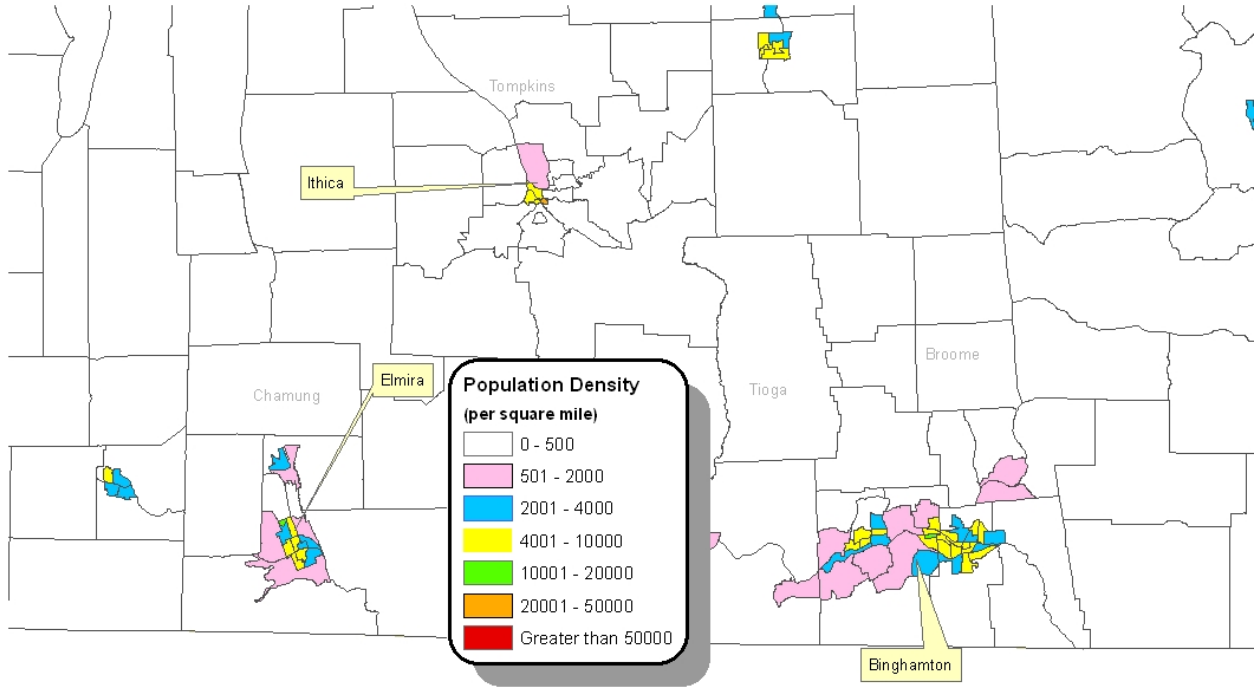 Tompkins
Ithica
Broome
Elmira
Chamung
Tioga
Population Density
(per square mile)
0 - 500
501 - 2000
2001 - 4000
4001 - 10000
10001 - 20000
20001 - 50000
Greater than 50000
Binghamton